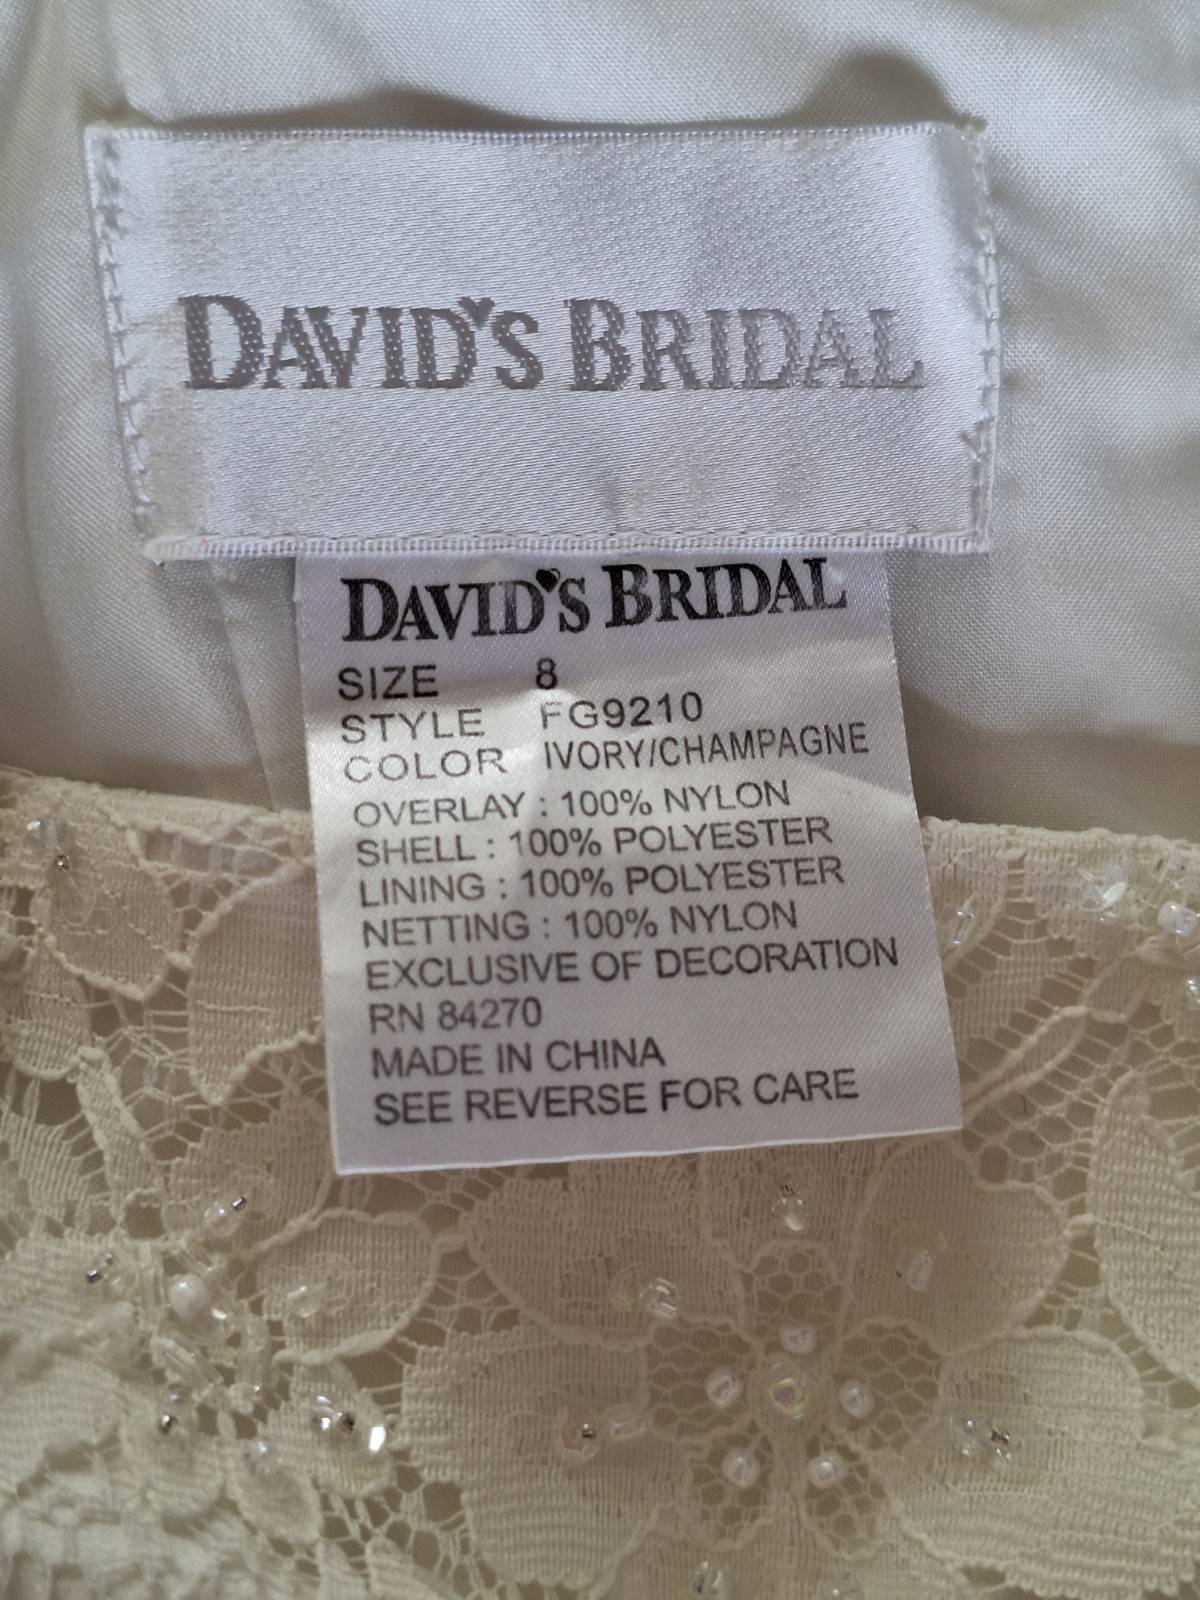 DAVID'S BRIDAL
DAVID'S BRIDAL
SIZE 8
STYLE FG9210
COLOR IVORY/CHAMPAGNE
OVERLAY : 100% NYLON
SHELL : 100% POLYESTER
LINING : 100% POLYESTER
NETTING : 100% NYLON
EXCLUSIVE OF DECORATION
RN 84270
MADE IN CHINA
SEE REVERSE FOR CARE